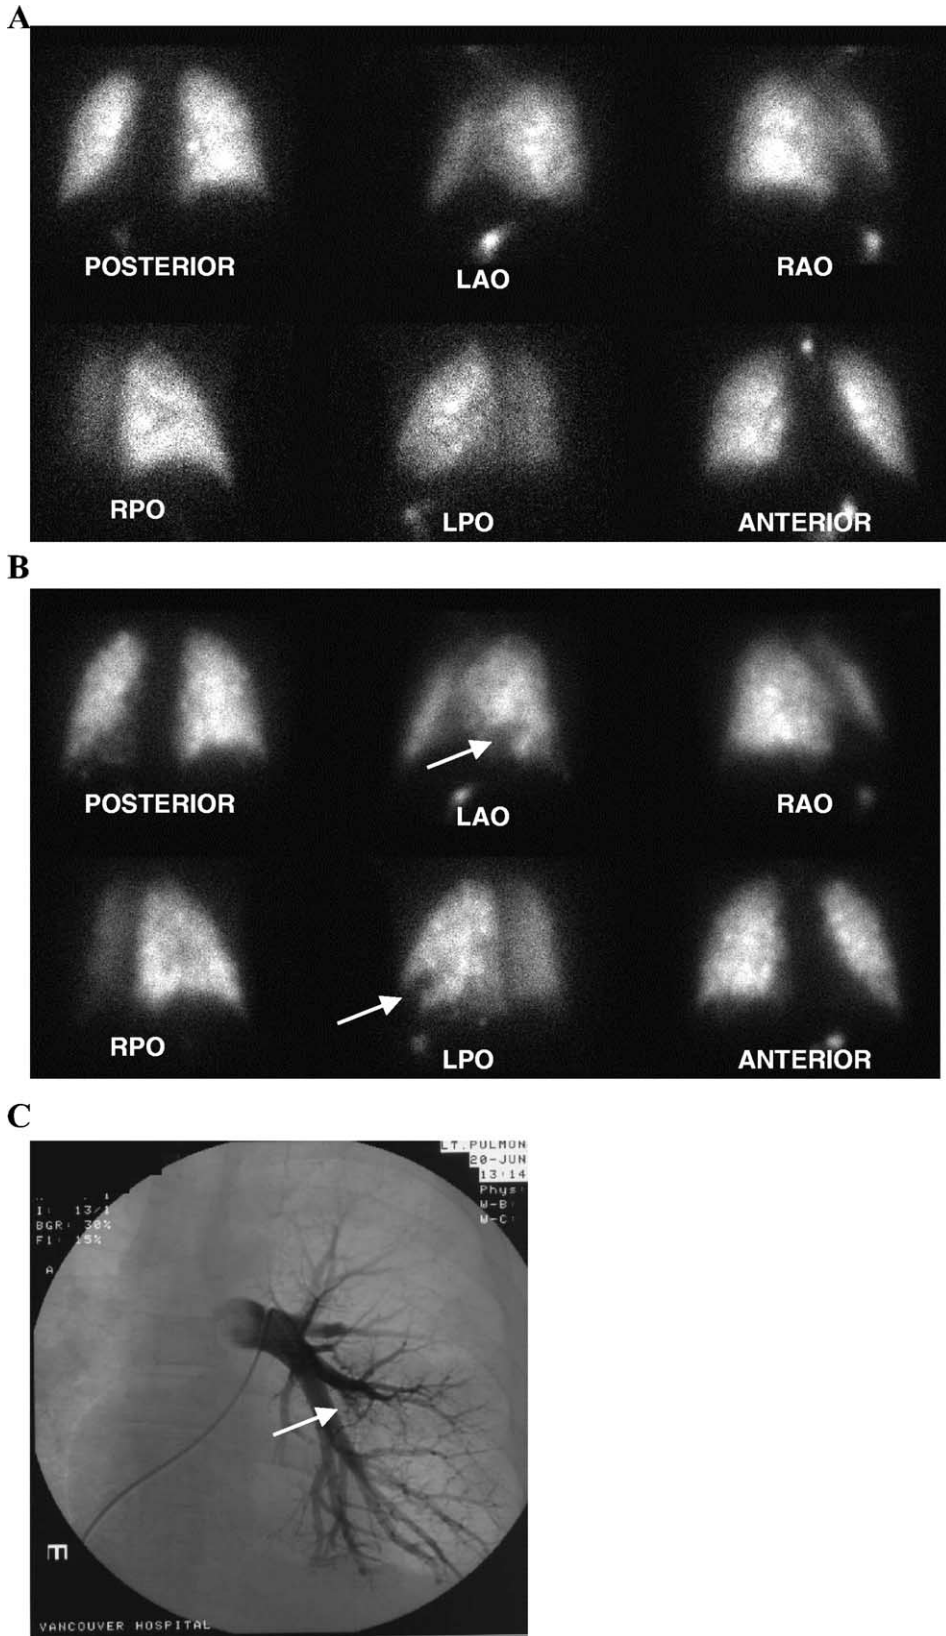 A
POSTERIOR LAO RAO
RPO LPO ANTERIOR
B
POSTERIOR LAO RAO
RPO LPO ANTERIOR
C
LT.PULMON
20-JUN
13:14
Phys:
W-B:
W-C:
I: 13/1
BGR: 30%
F1: 15%
A
E
VANCOUVER HOSPITAL